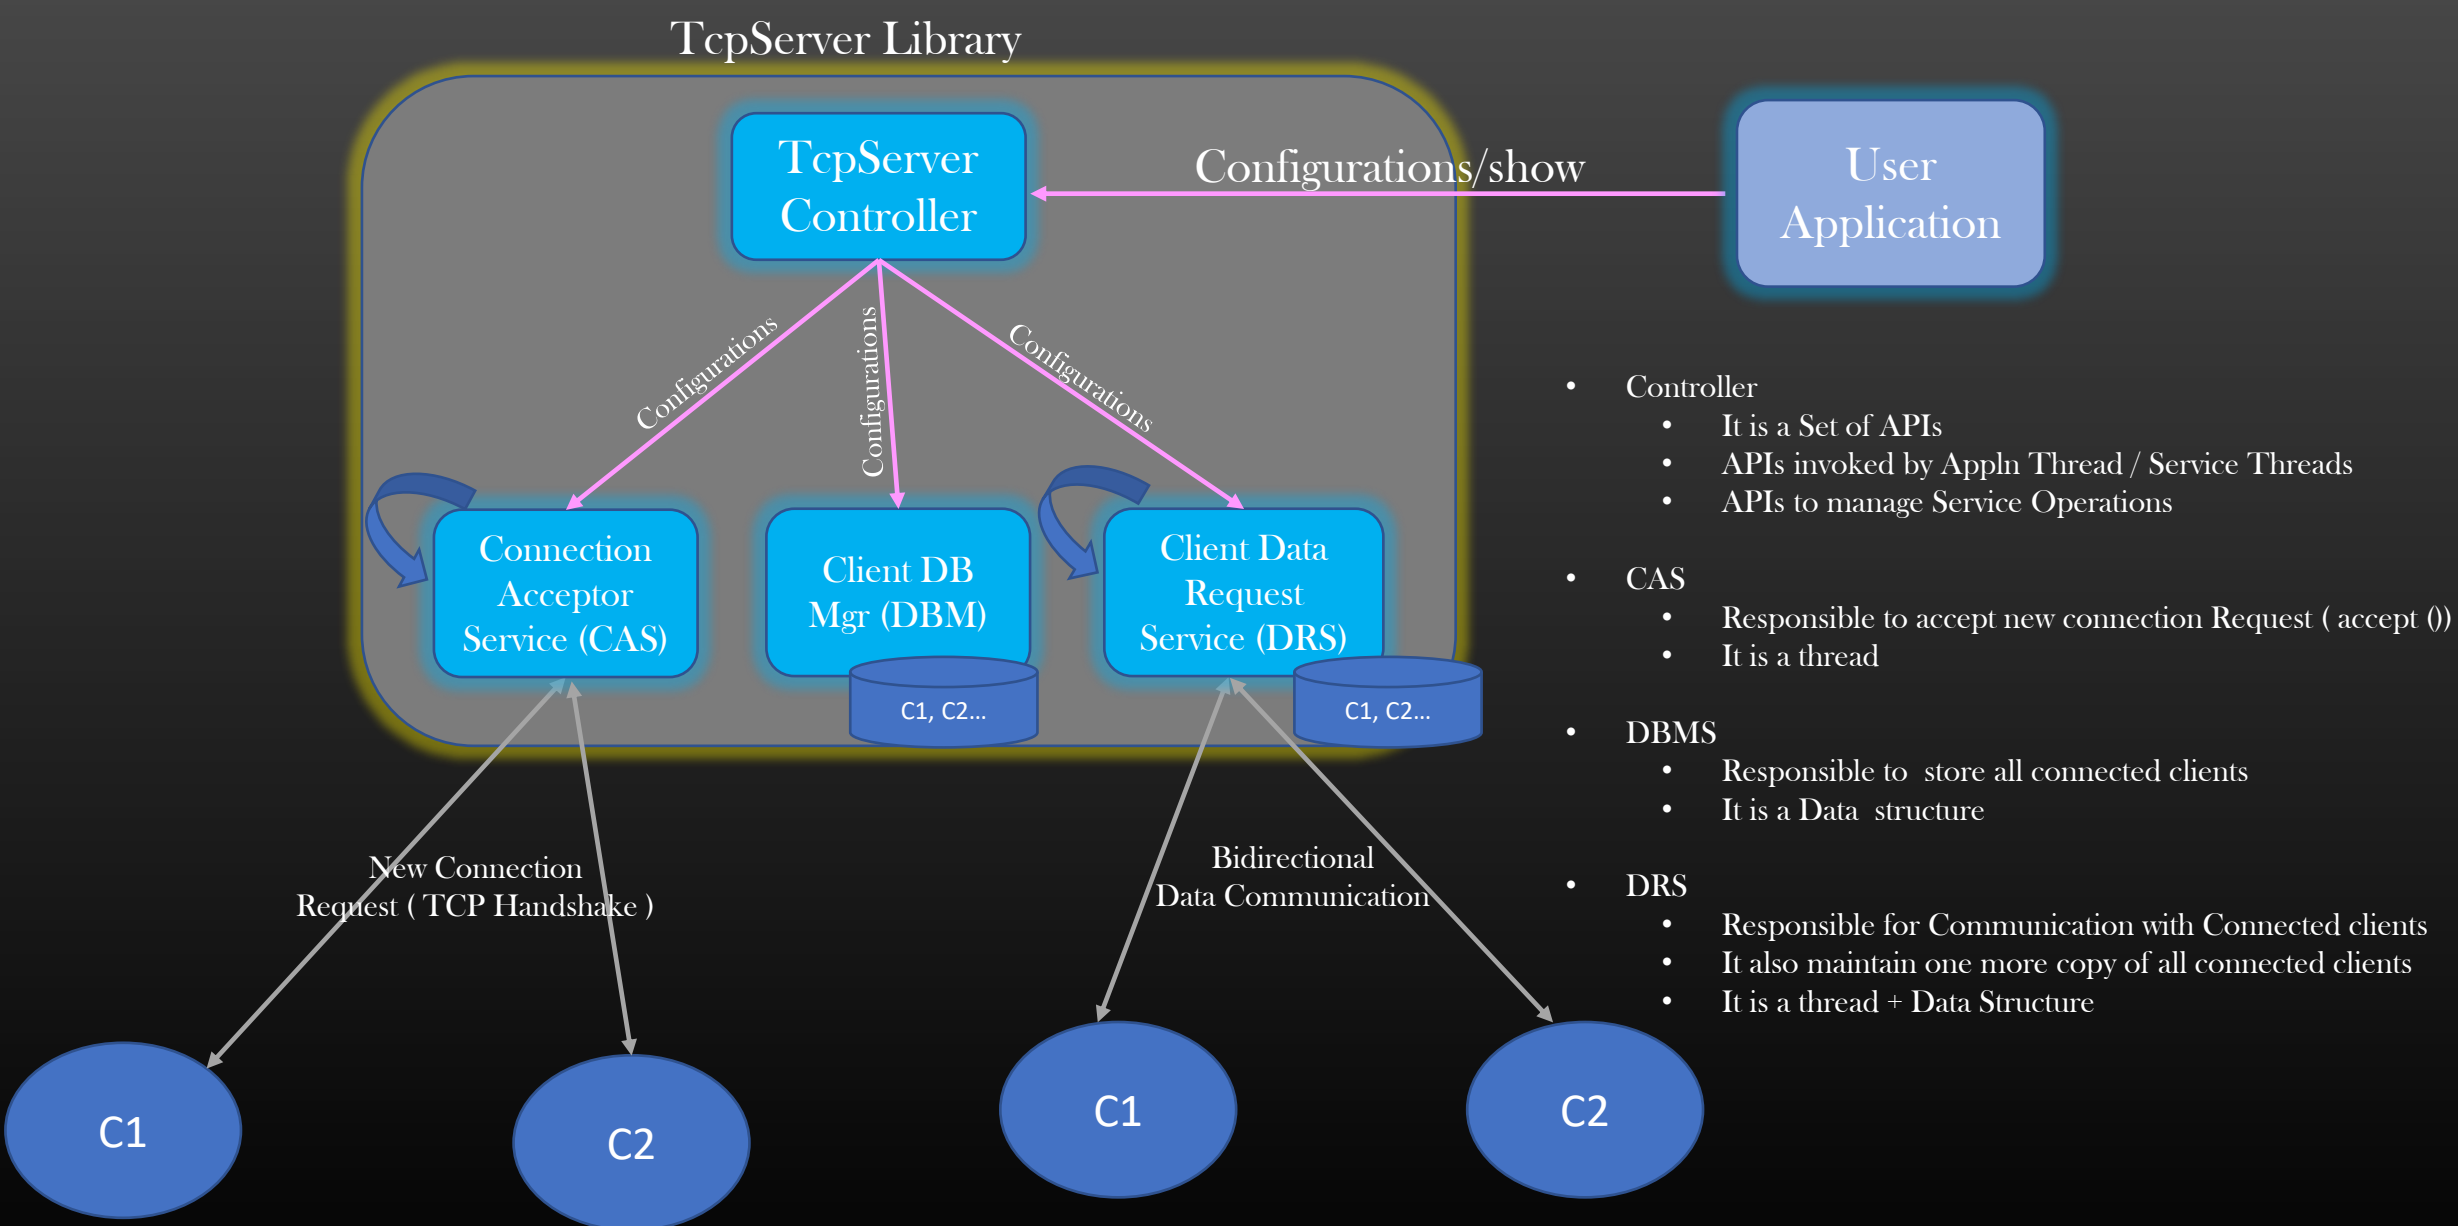 TcpServer Library
TcpServer
Controller
Configurations/show
User
Application
Configurations
Configurations
Configurations
Connection
Acceptor
Service (CAS)
Client DB
Mgr (DBM)
Client Data
Request
Service (DRS)
C1, C2...
C1, C2...
New Connection
Request ( TCP Handshake )
Bidirectional
Data Communication
C1
C2
C1
C2
• Controller
• It is a Set of APIs
• APIs invoked by Appln Thread / Service Threads
• APIs to manage Service Operations
• CAS
• Responsible to accept new connection Request ( accept ())
• It is a thread
• DBMS
• Responsible to  store all connected clients
• It is a Data  structure
• DRS
• Responsible for Communication with Connected clients
• It also maintain one more copy of all connected clients
• It is a thread + Data Structure